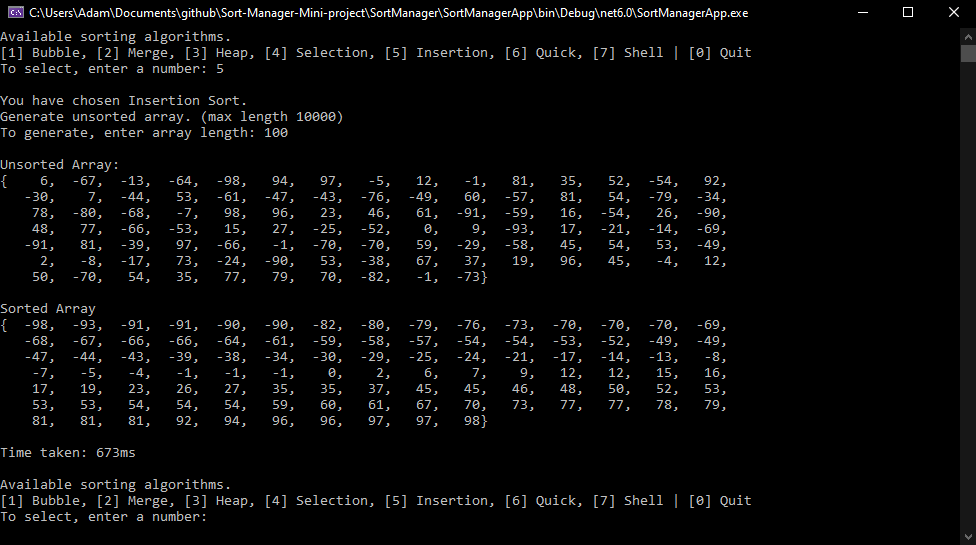 C:\Users\Adam\Documents\github\Sort-Manager-Mini-project\SortManager\SortManagerApp\bin\Debug\net6.0\SortManagerApp.exe
Available sorting algorithms.
[1] Bubble, [2] Merge, [3] Heap, [4] Selection, [5] Insertion, [6] Quick, [7] Shell | [0] Quit
To select, enter a number: 5
You have chosen Insertion Sort.
Generate unsorted array. (max length 10000)
To generate, enter array length: 100
Unsorted Array:
{    6,  -67,  -13,  -64,  -98,   94,   97,   -5,   12,   -1,   81,   35,   52,  -54,   92,
   -30,    7,  -44,   53,  -61,  -47,  -43,  -76,  -49,   60,  -57,   81,   54,  -79,  -34,
    78,  -80,  -68,   -7,   98,   96,   23,   46,   61,  -91,  -59,   16,  -54,   26,  -90,
    48,   77,  -66,  -53,   15,   27,  -25,  -52,    0,    9,  -93,   17,  -21,  -14,  -69,
   -91,   81,  -39,   97,  -66,   -1,  -70,  -70,   59,  -29,  -58,   45,   54,   53,  -49,
     2,   -8,  -17,   73,  -24,  -90,   53,  -38,   67,   37,   19,   96,   45,   -4,   12,
    50,  -70,   54,   35,   77,   79,   70,  -82,   -1,  -73}
Sorted Array
{  -98,  -93,  -91,  -91,  -90,  -90,  -82,  -80,  -79,  -76,  -73,  -70,  -70,  -70,  -69,
   -68,  -67,  -66,  -66,  -64,  -61,  -59,  -58,  -57,  -54,  -54,  -53,  -52,  -49,  -49,
   -47,  -44,  -43,  -39,  -38,  -34,  -30,  -29,  -25,  -24,  -21,  -17,  -14,  -13,   -8,
    -7,   -5,   -4,   -1,   -1,   -1,    0,    2,    6,    7,    9,   12,   12,   15,   16,
    17,   19,   23,   26,   27,   35,   35,   37,   45,   45,   46,   48,   50,   52,   53,
    53,   53,   54,   54,   54,   59,   60,   61,   67,   70,   73,   77,   77,   78,   79,
    81,   81,   81,   92,   94,   96,   96,   97,   97,   98}
Time taken: 673ms
Available sorting algorithms.
[1] Bubble, [2] Merge, [3] Heap, [4] Selection, [5] Insertion, [6] Quick, [7] Shell | [0] Quit
To select, enter a number: